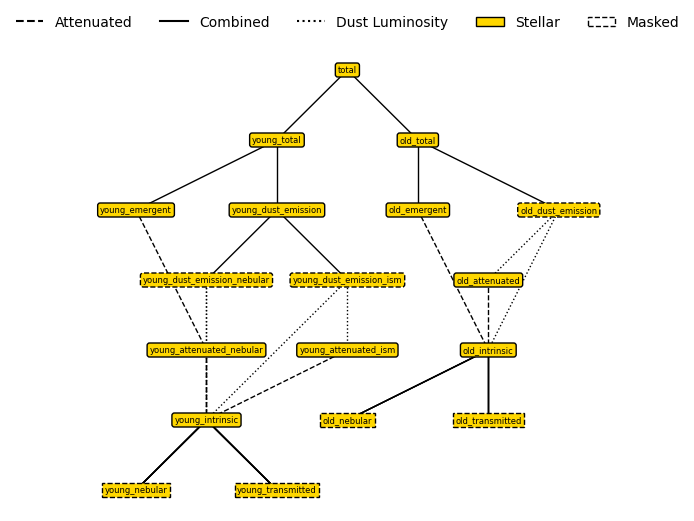 Attenuated Combined Dust Luminosity Stellar Masked
total
young_total old_total
young_emergent young_dust_emission old_emergent old_dust_emission
young_dust_emission_nebular young_dust_emission_ism old_attenuated
young_attenuated_nebular young_attenuated_ism old_intrinsic
young_intrinsic old_nebular old_transmitted
young_nebular young_transmitted